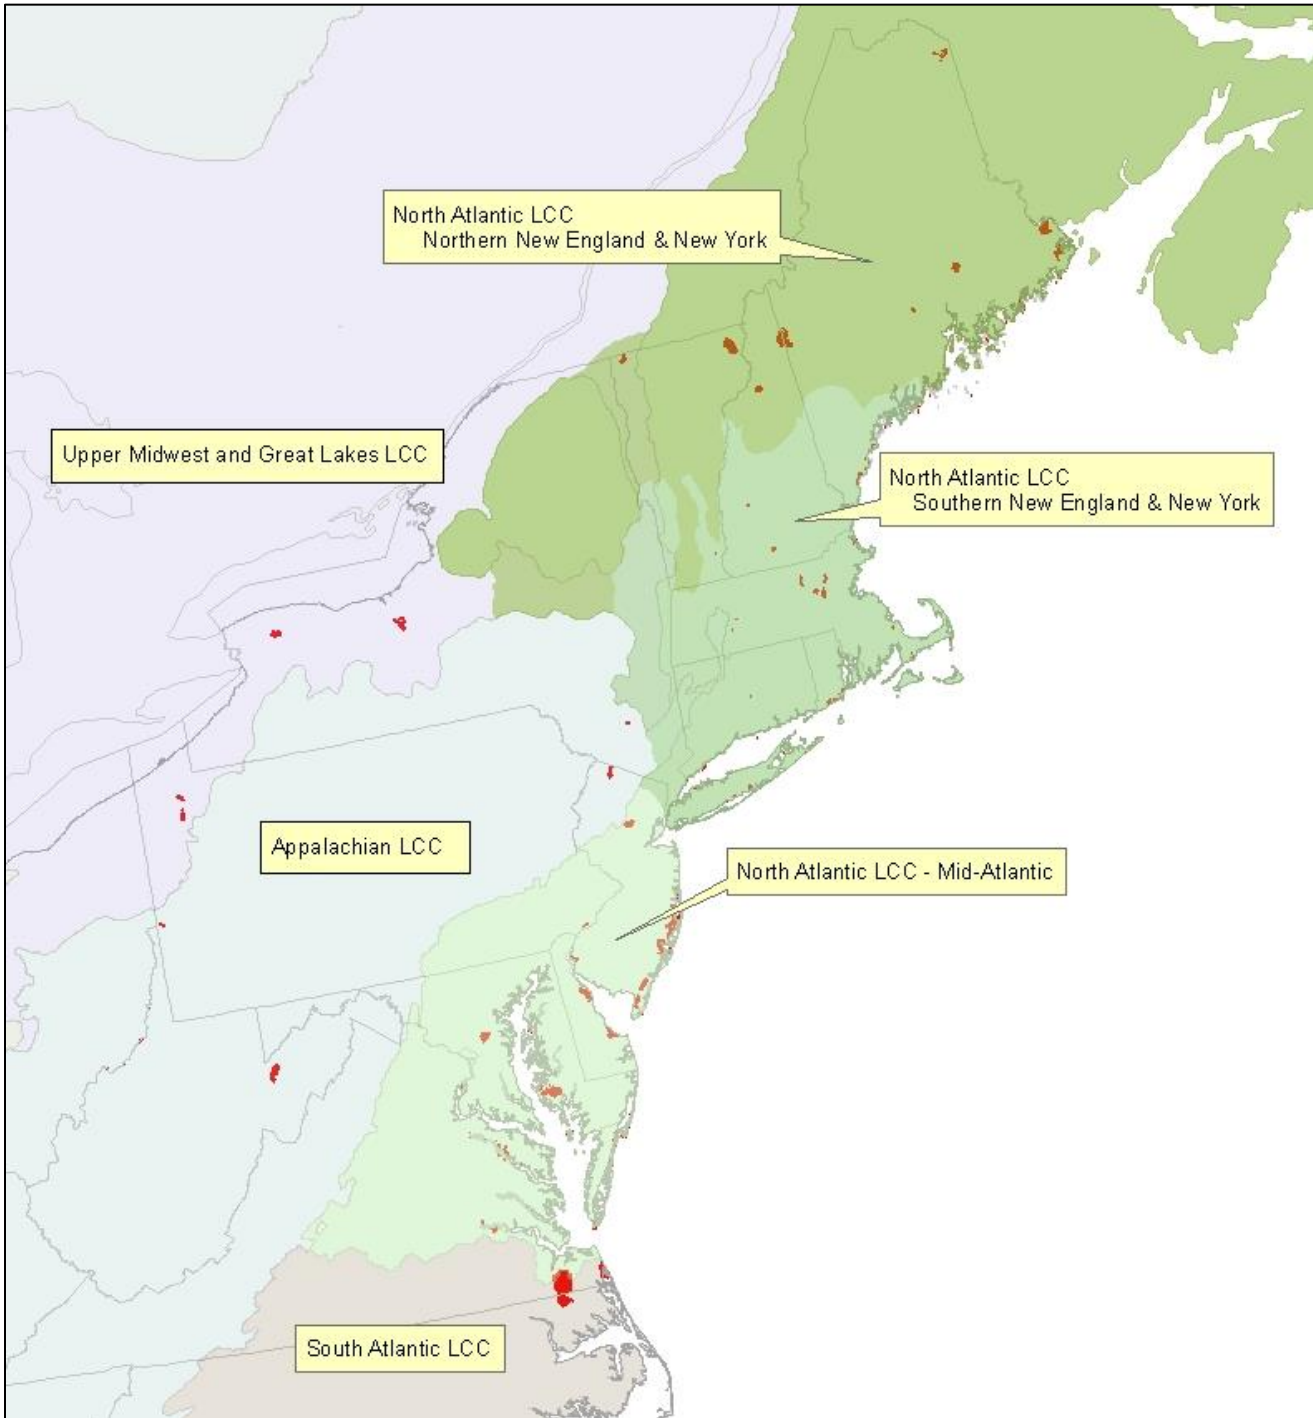 North Atlantic LCC
Northern New England & New York
Upper Midwest and Great Lakes LCC
North Atlantic LCC
Southern New England & New York
Appalachian LCC
North Atlantic LCC - Mid-Atlantic
South Atlantic LCC